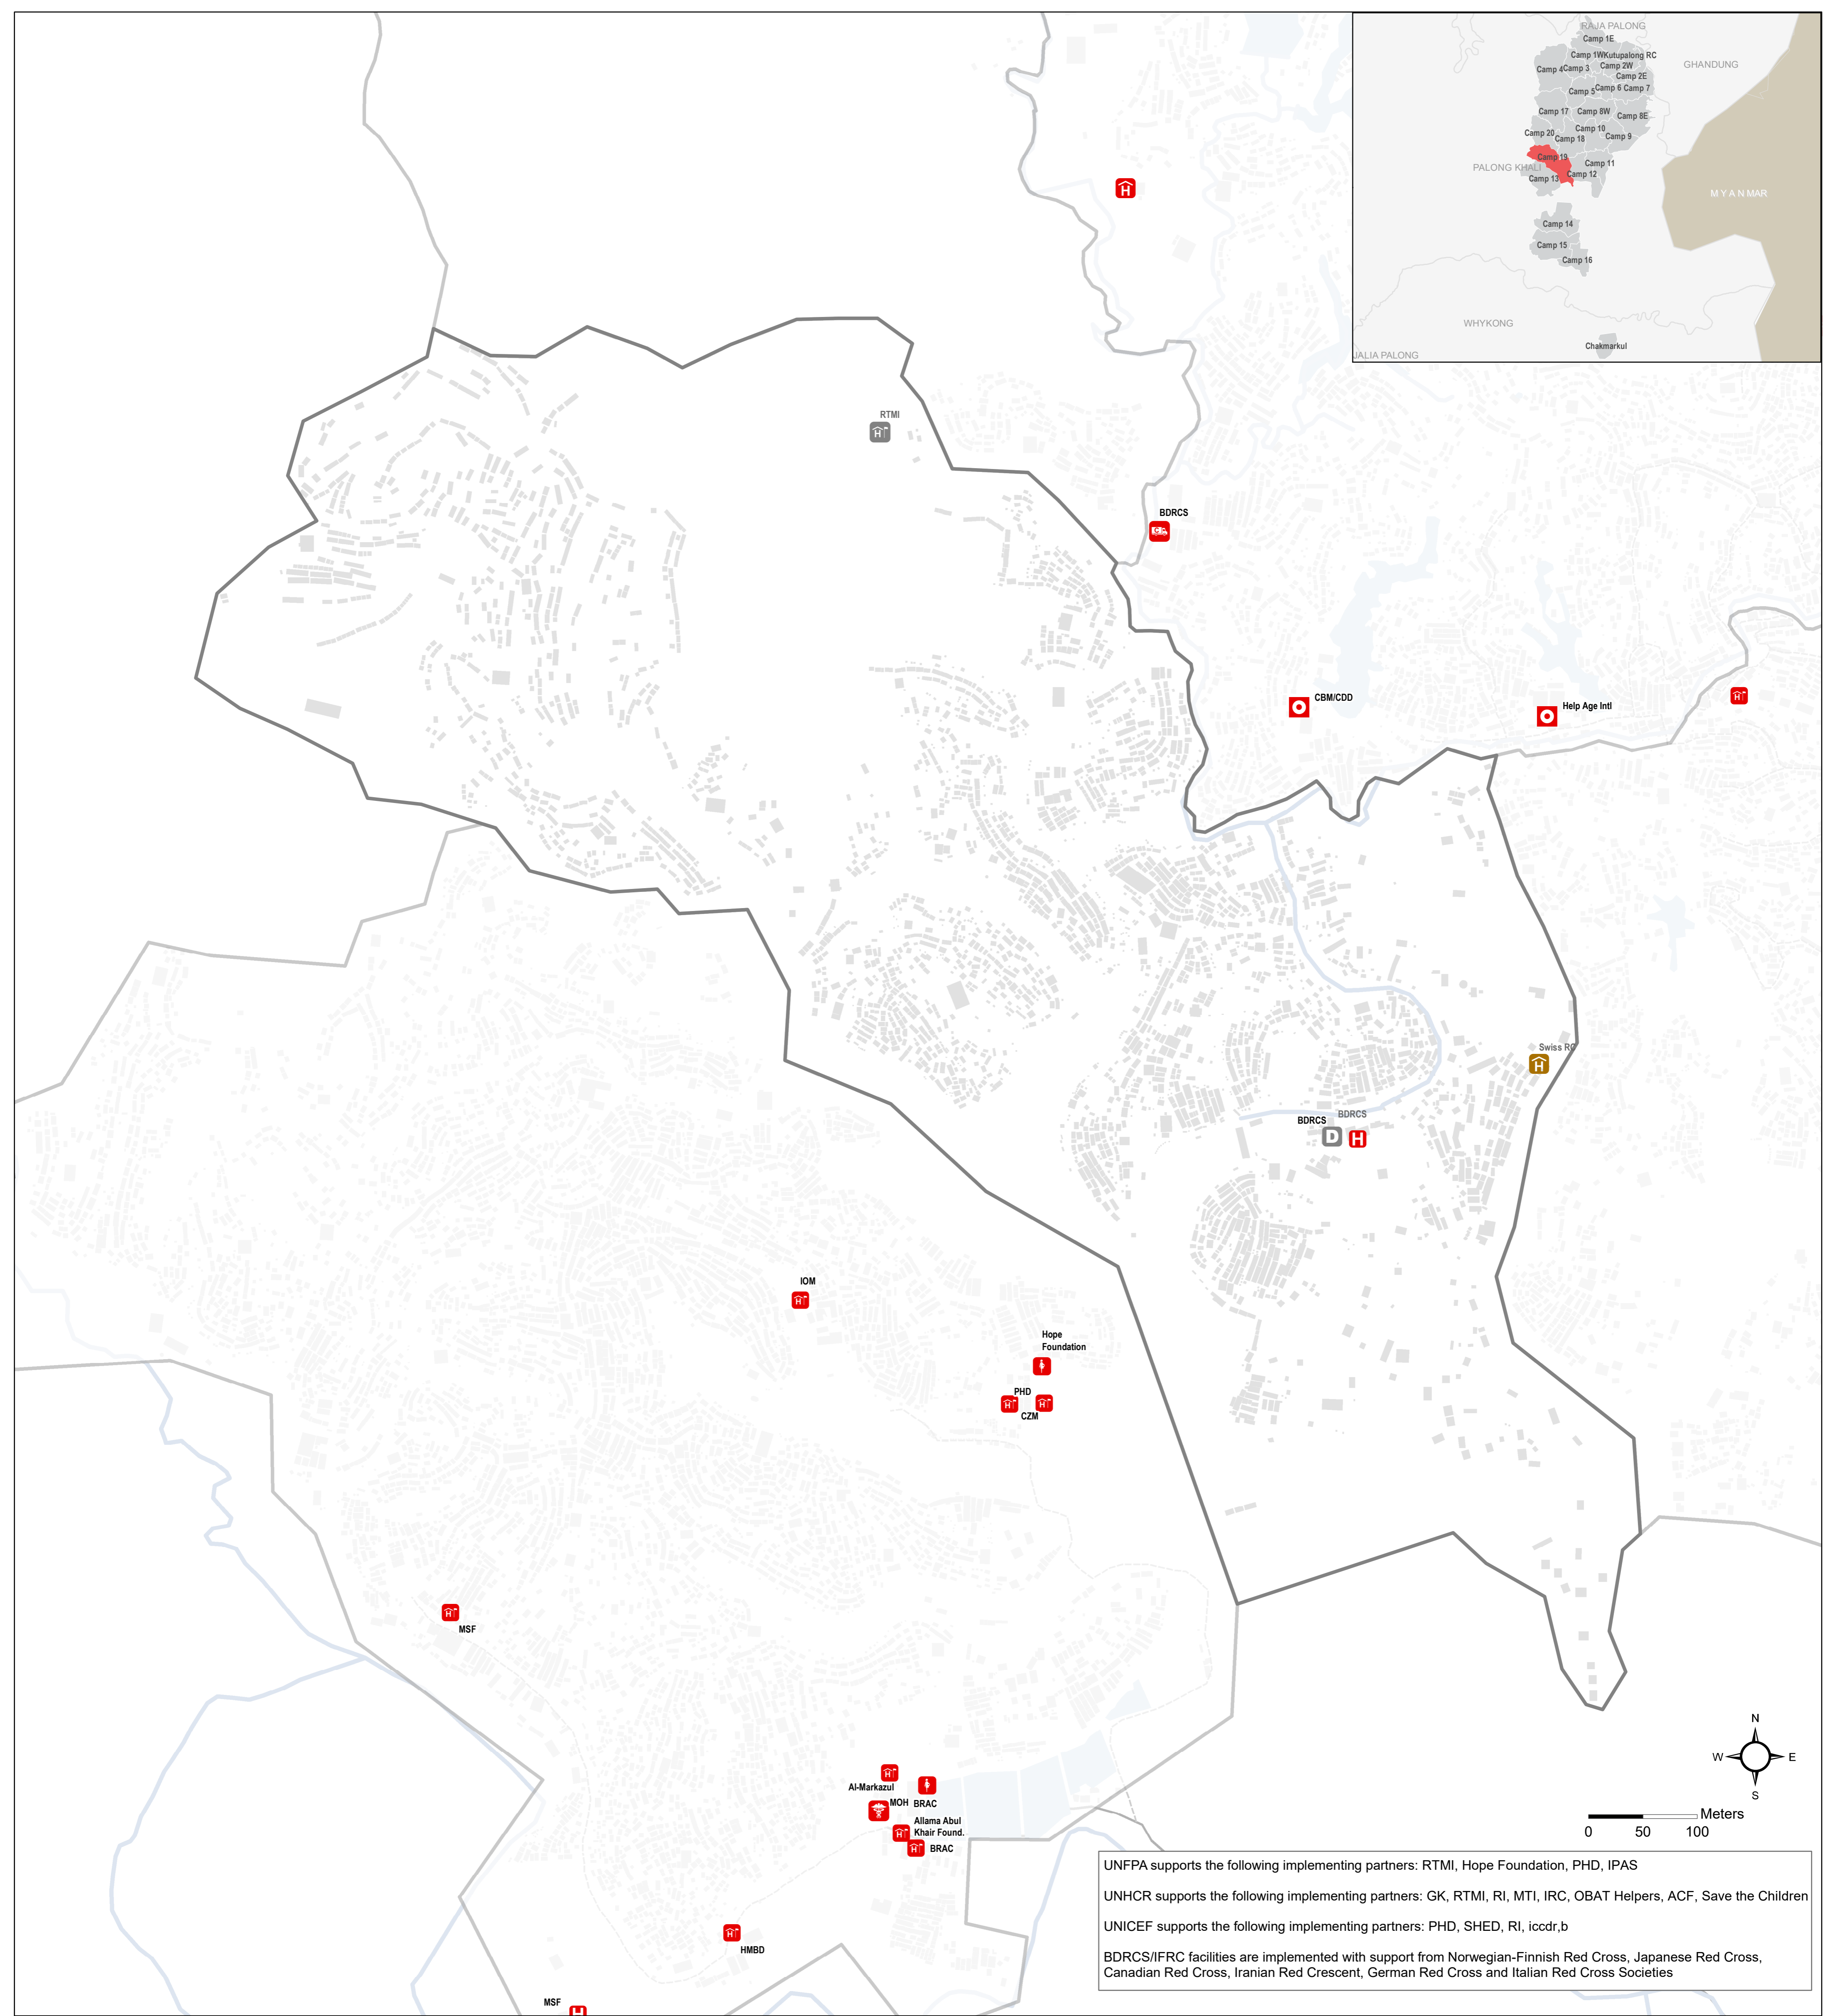 RAJA PALONG
Camp 1E
Camp 1W
Kutupalong RC
Camp 4
Camp 3
Camp 2W
GHANDUNG
Camp 2E
Camp 5
Camp 6
Camp 7
Camp 17
Camp 8W
Camp 8E
Camp 20
Camp 10
Camp 18
Camp 9
Camp 19
PALONG KHALI
Camp 11
Camp 13
Camp 12
M Y A N MAR
Camp 14
Camp 15
Camp 16
WHYKONG
Chakmarkul
JALIA PALONG
H
RTMI
H
BDRCS
C
CBM/CDD
Help Age Intl
H
Swiss RC
H
BDRCS
BDRCS
D
H
IOM
H
Hope
Foundation
PHD
H
H
CZM
H
MSF
H
Al-Markazul
MOH
BRAC
Allama Abul
Khair Found.
H
H
BRAC
H
HMBD
MSF
H
N
W
E
S
Meters
0 50 100
UNFPA supports the following implementing partners: RTMI, Hope Foundation, PHD, IPAS
UNHCR supports the following implementing partners: GK, RTMI, RI, MTI, IRC, OBAT Helpers, ACF, Save the Children
UNICEF supports the following implementing partners: PHD, SHED, RI, iccdr,b
BDRCS/IFRC facilities are implemented with support from Norwegian-Finnish Red Cross, Japanese Red Cross,
Canadian Red Cross, Iranian Red Crescent, German Red Cross and Italian Red Cross Societies